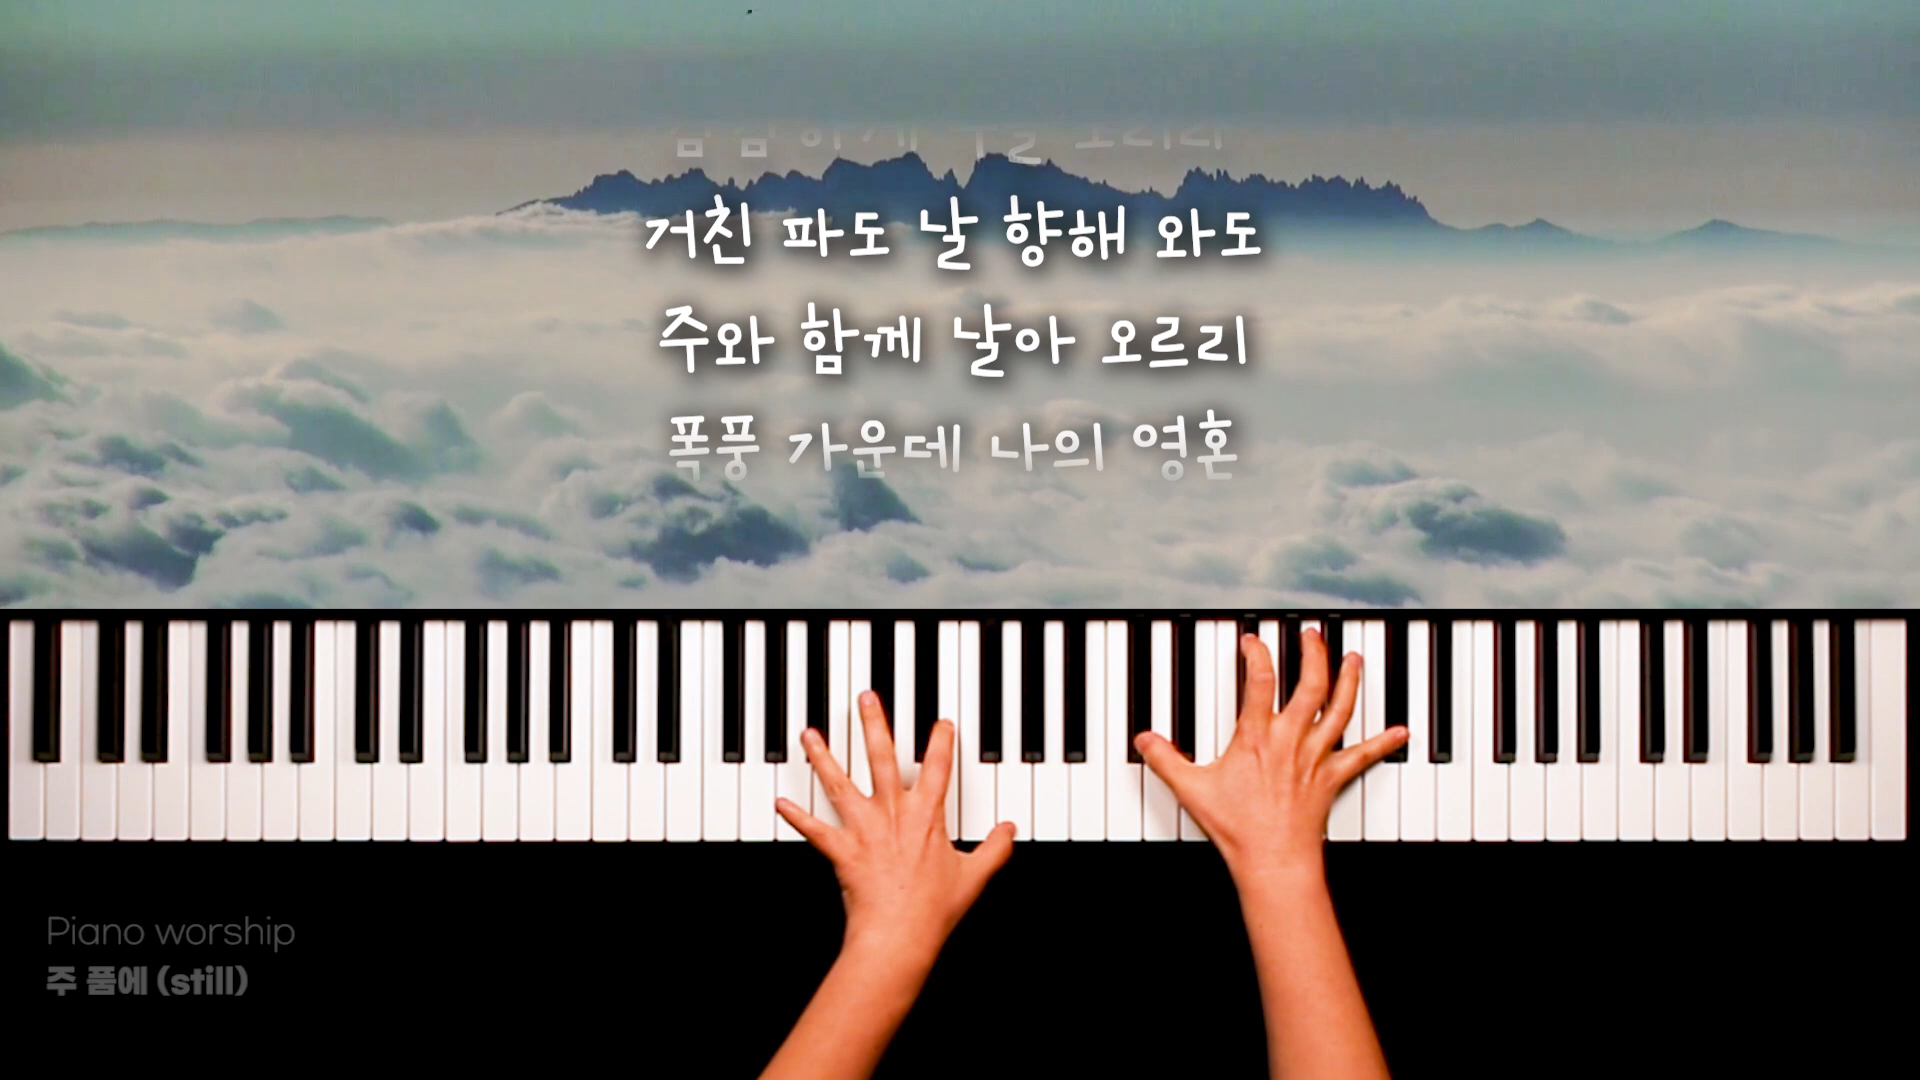 거친 파도 날 향해 와도
주와 함께 날아 오르리
폭풍 가운데 나의 영혼
Piano worship
주 품에 (still)